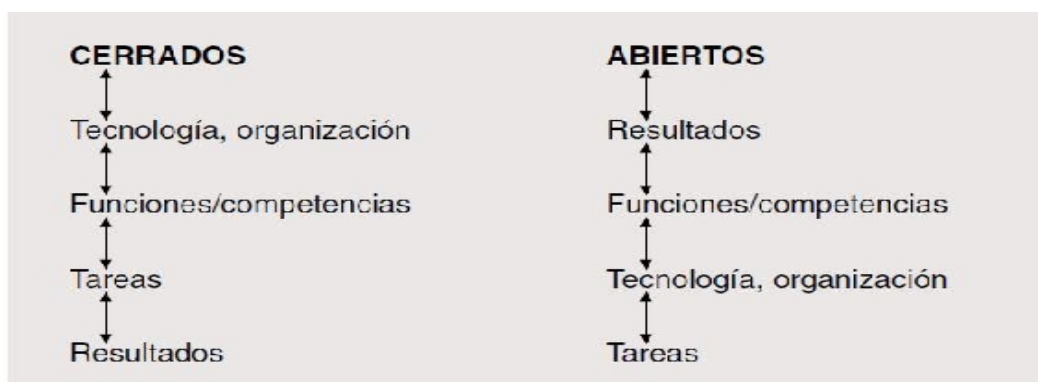 CERRADOS
Tecnología, organización
Funciones/competencias
Tareas
Resultados
ABIERTOS
Resultados
Funciones/competencias
Tecnología, organización
Tareas